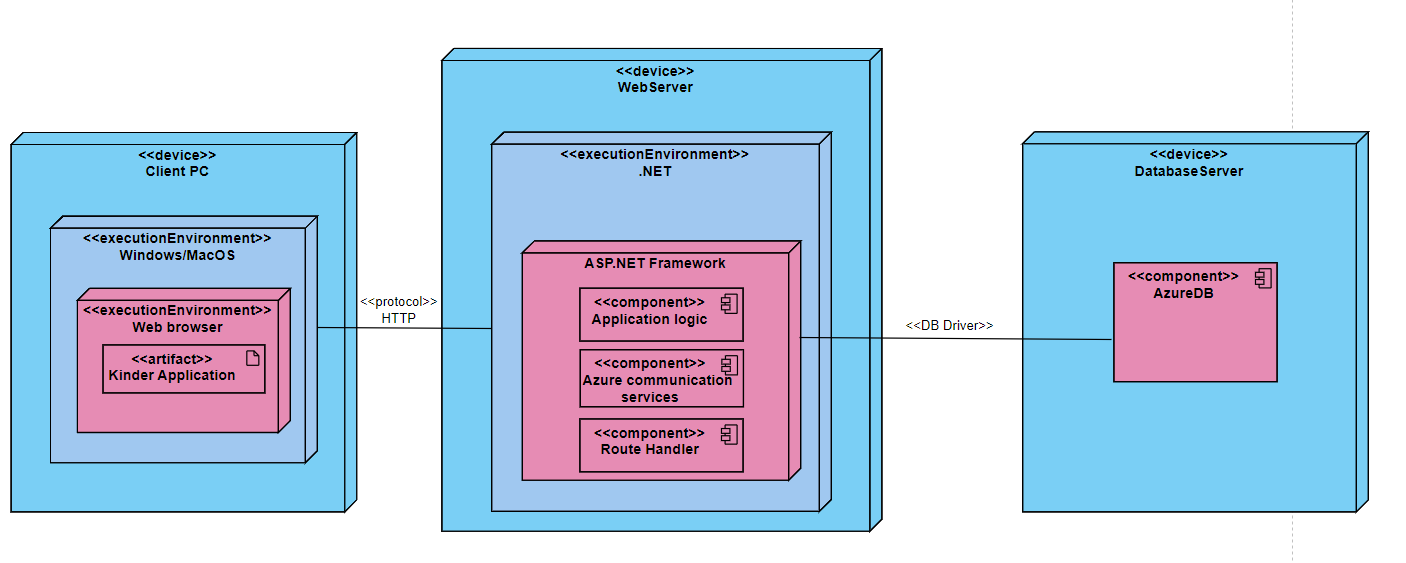 <<device>>
Client PC
<<executionEnvironment>>
Windows/MacOS
<<executionEnvironment>>
Web browser
<<artifact>>
Kinder Application
<<protocol>>
HTTP
<<device>>
WebServer
<<executionEnvironment>>
.NET
ASP.NET Framework
<<component>>
Application logic
<<component>>
Azure communication
services
<<component>>
Route Handler
<<DB Driver>>
<<device>>
DatabaseServer
<<component>>
AzureDB